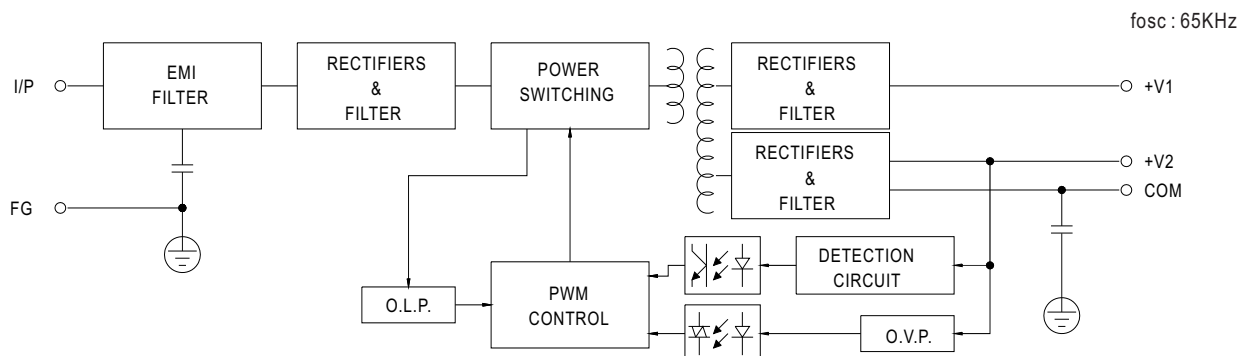 fosc : 65KHz
I/P
EMI
FILTER
RECTIFIERS
&
FILTER
POWER
SWITCHING
RECTIFIERS
&
FILTER
+V1
RECTIFIERS
&
FILTER
+V2
COM
FG
O.L.P.
PWM
CONTROL
DETECTION
CIRCUIT
O.V.P.